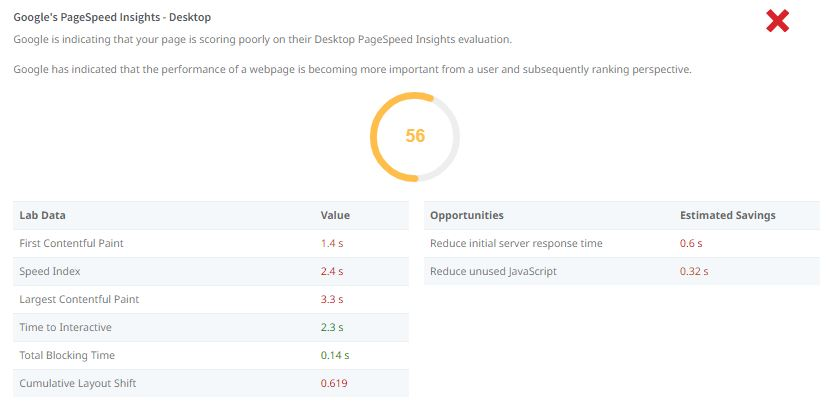 Google's PageSpeed Insights - Desktop
Google is indicating that your page is scoring poorly on their Desktop PageSpeed Insights evaluation.
Google has indicated that the performance of a webpage is becoming more important from a user and subsequently ranking perspective.
56
Lab Data Value
First Contentful Paint 1.4 s
Speed Index 2.4 s
Largest Contentful Paint 3.3 s
Time to Interactive 2.3 s
Total Blocking Time 0.14 s
Cumulative Layout Shift 0.619
Opportunities Estimated Savings
Reduce initial server response time 0.6 s
Reduce unused JavaScript 0.32 s